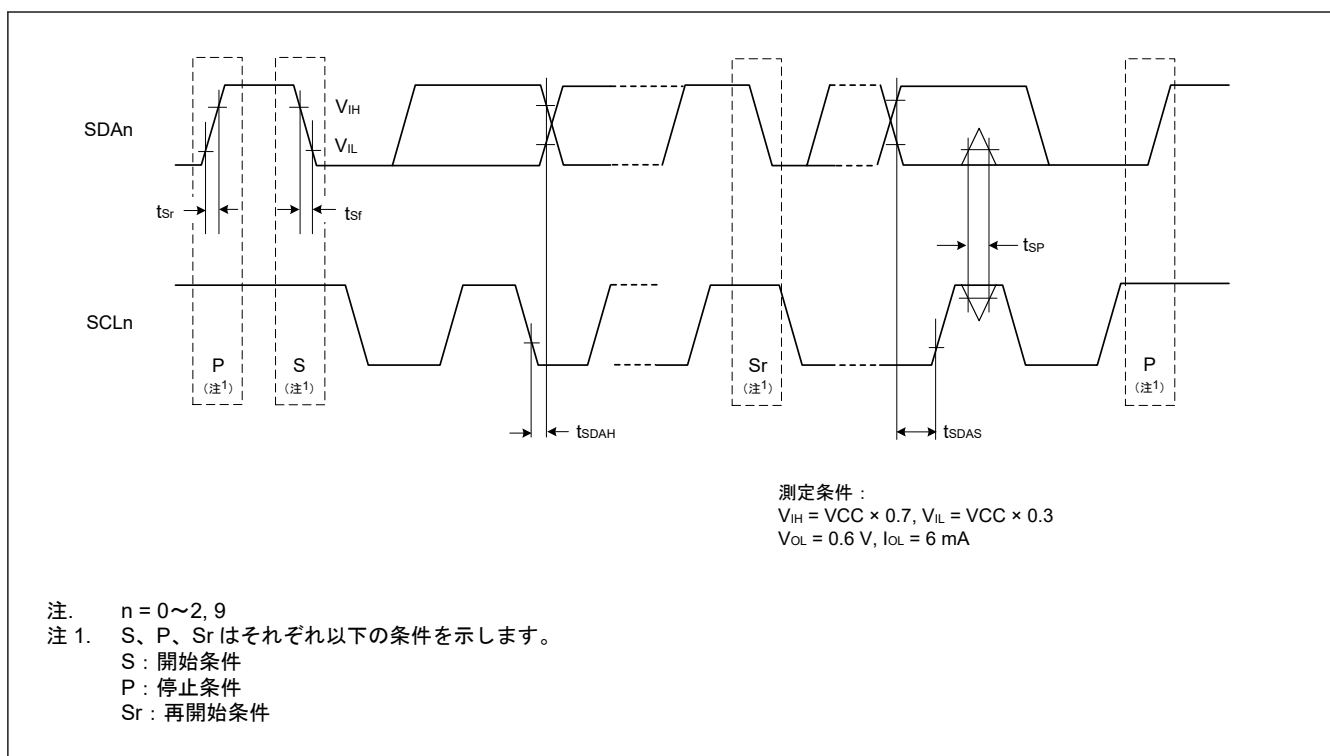 SDAn
VIH
VIL
tSr
tSf
tSP
SCLn
P
（注1）
S
（注1）
Sr
（注1）
P
（注1）
tSDAH
tSDAS
測定条件：
VIH = VCC × 0.7, VIL = VCC × 0.3
VOL = 0.6 V, IOL = 6 mA
注. n = 0～2, 9
注 1. S、P、Sr はそれぞれ以下の条件を示します。
S：開始条件
P：停止条件
Sr：再開始条件